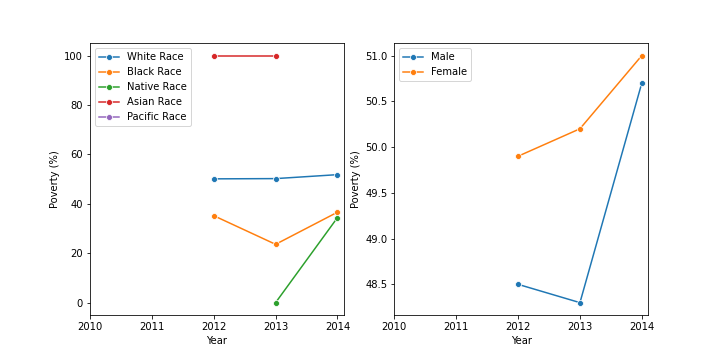 White Race
Black Race
Native Race
Asian Race
Pacific Race
100
80
60
40
20
0
Poverty (%)
2010 2011 2012 2013 2014
Year
Male
Female
51.0
50.5
50.0
49.5
49.0
48.5
Poverty (%)
2010 2011 2012 2013 2014
Year